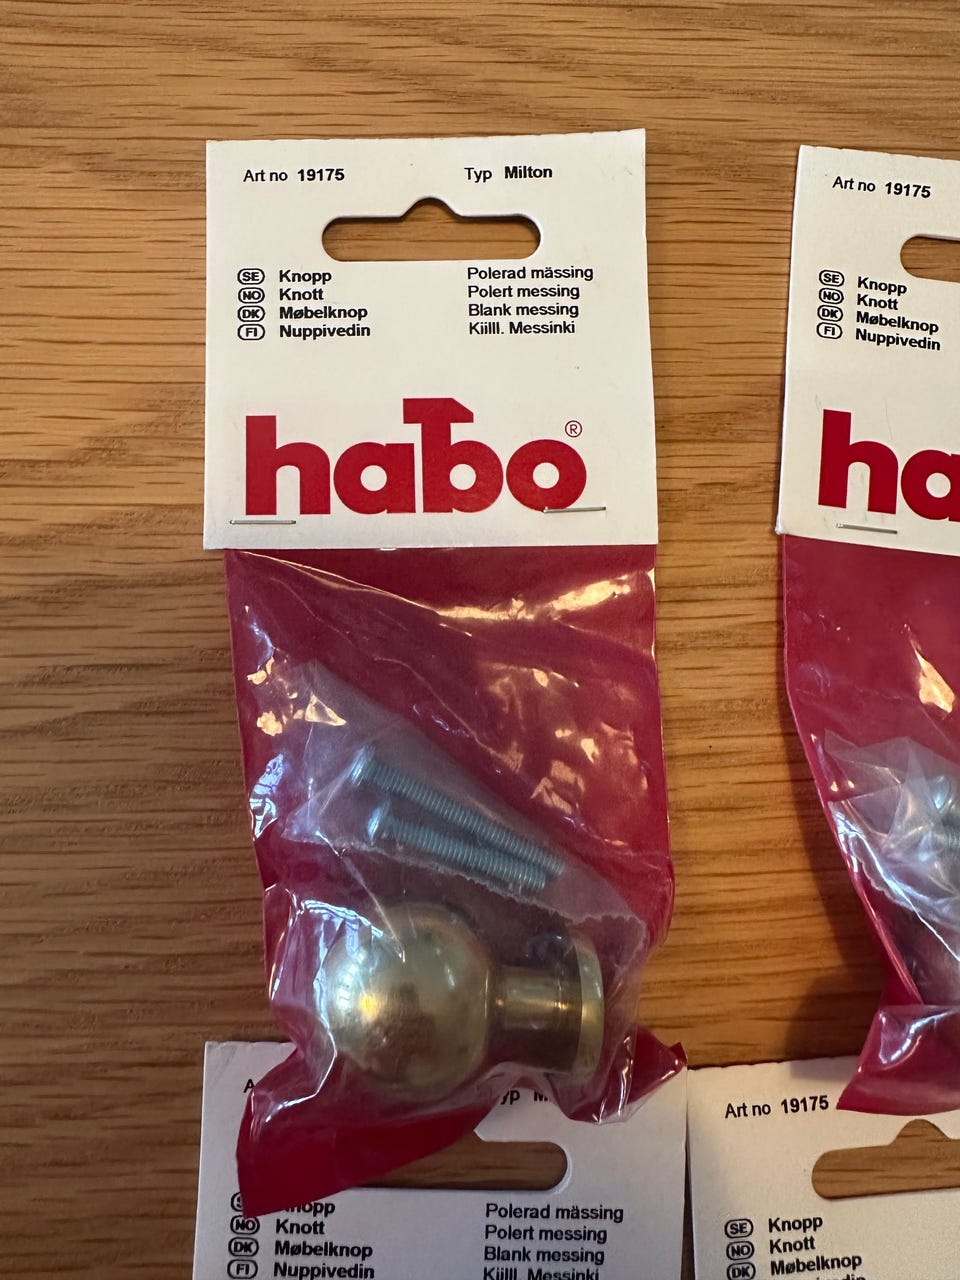 Art no 19175 Typ Milton
SE Knopp Polerad mässing
NO Knott Polert messing
DK Møbelknop Blank messing
FI Nuppivedin Kiilll. Messinki
habo®
Art no 19175
SE Knopp
NO Knott
DK Møbelknop
FI Nuppivedin
Polerad mässing
NO Knott Polert messing
DK Møbelknop Blank messing
FI Nuppivedin Kiilll. Messinki
Art no 19175
SE Knopp
NO Knott
DK Møbelknop